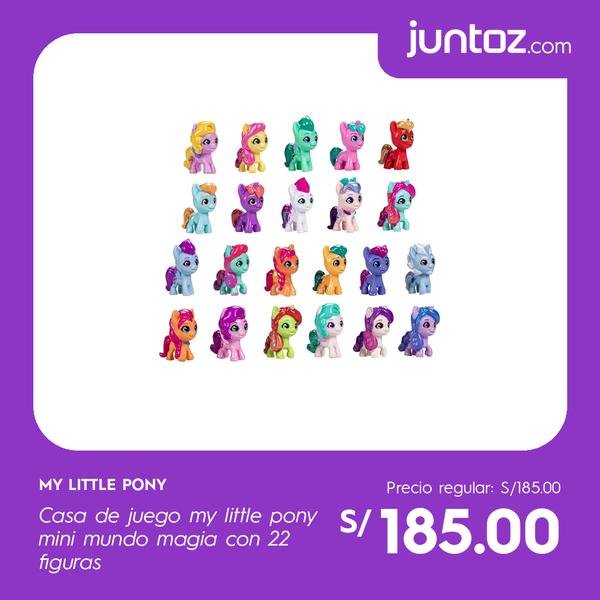 juntoz.com
MY LITTLE PONY
Casa de juego my little pony
mini mundo magia con 22
figuras
Precio regular: S/185.00
S/ 185.00